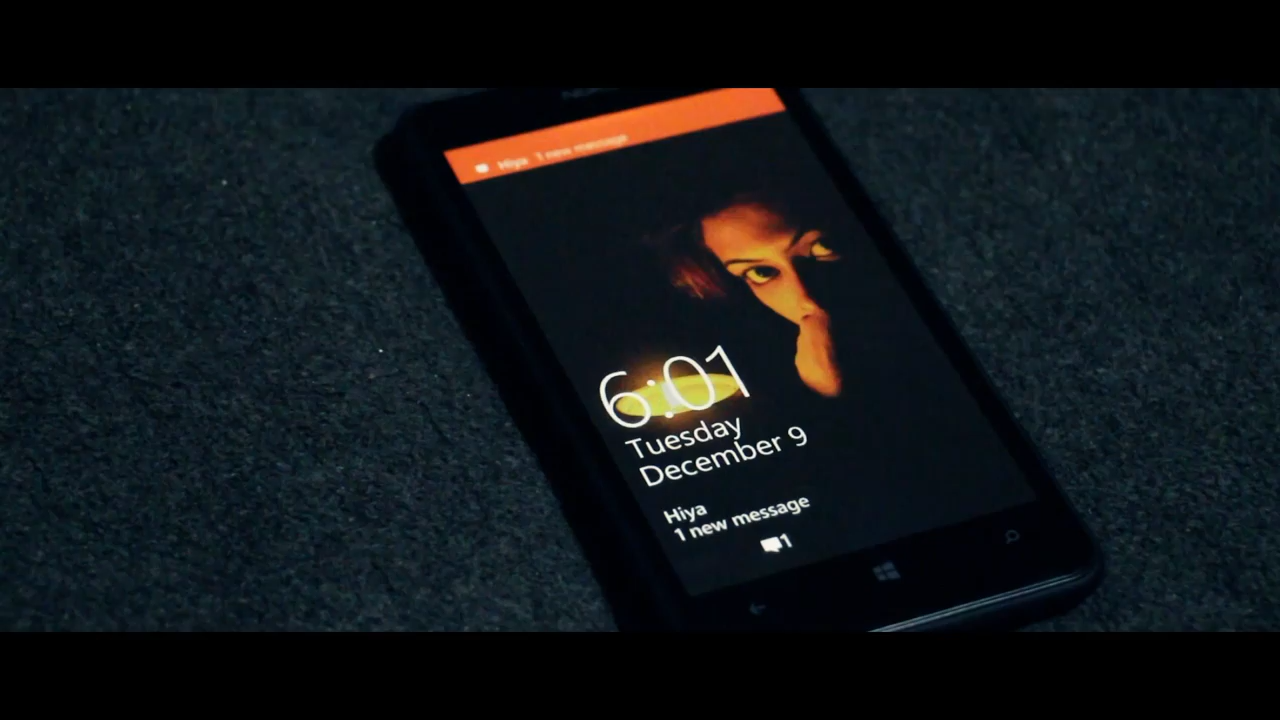 Hiya 1 new message
6:01
Tuesday
December 9
Hiya
1 new message
1